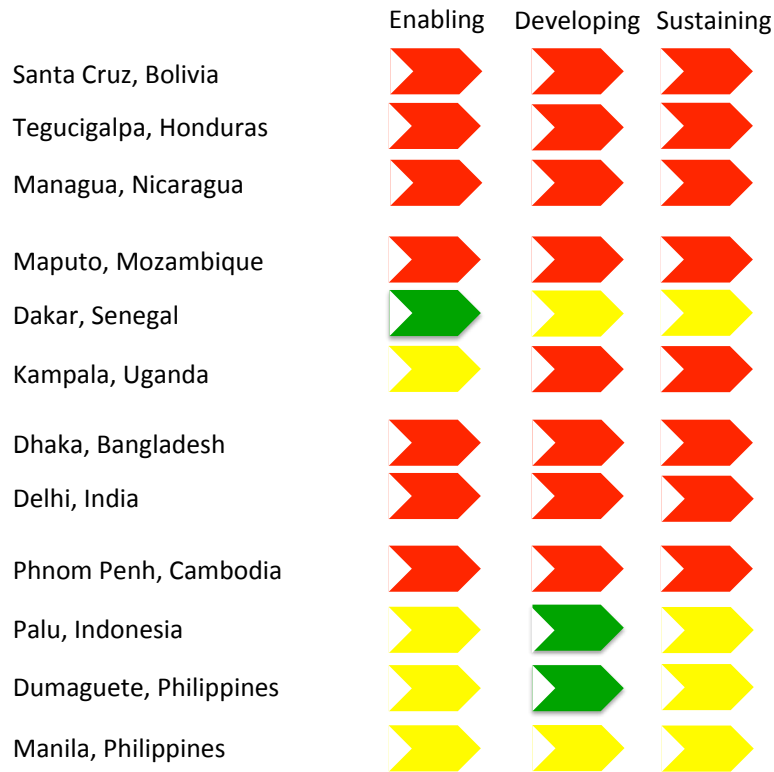 Enabling Developing Sustaining
Santa Cruz, Bolivia
Tegucigalpa, Honduras
Managua, Nicaragua
Maputo, Mozambique
Dakar, Senegal
Kampala, Uganda
Dhaka, Bangladesh
Delhi, India
Phnom Penh, Cambodia
Palu, Indonesia
Dumaguete, Philippines
Manila, Philippines